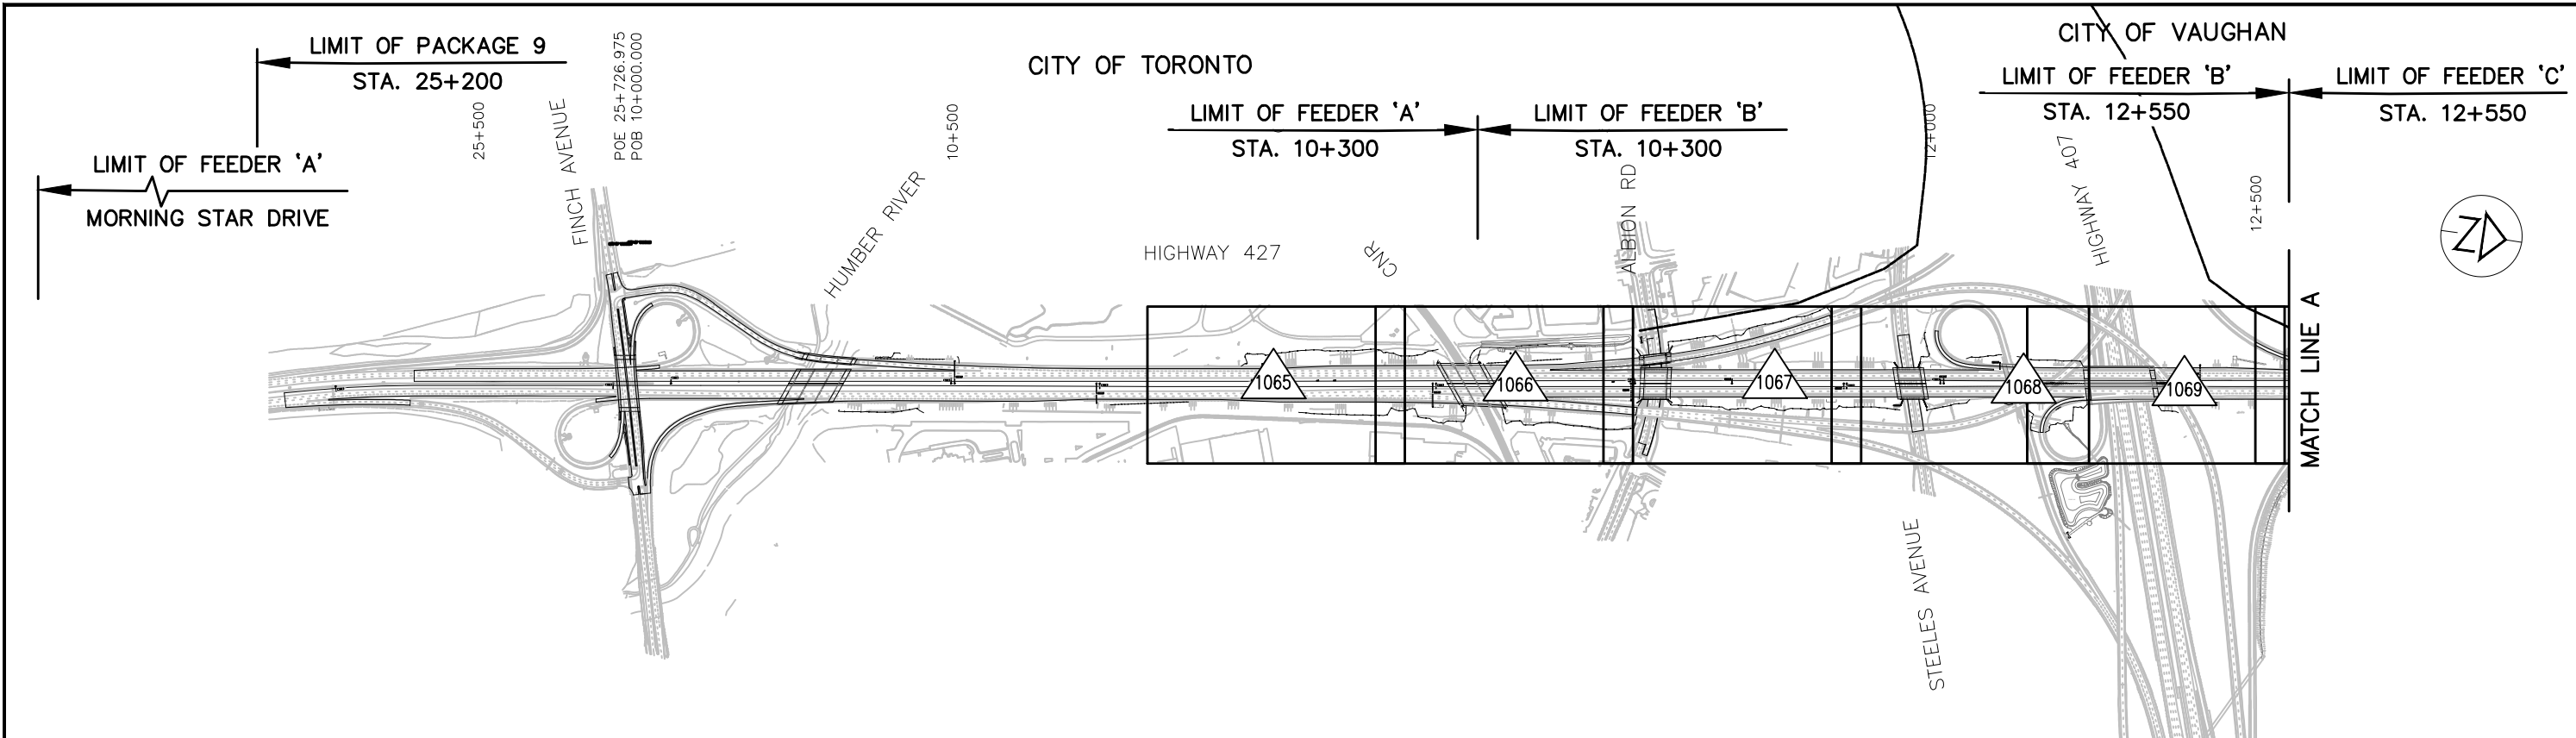 LIMIT OF PACKAGE 9
STA. 25+200
LIMIT OF FEEDER ‘A’
MORNING STAR DRIVE
25+500
FINCH AVENUE
POE 25+726.975
POB 10+000.000
HUMBER RIVER
10+500
CITY OF TORONTO
HIGHWAY 427
LIMIT OF FEEDER ‘A’
STA. 10+300
LIMIT OF FEEDER ‘B’
STA. 10+300
CNR
ALBION RD
12+000
CITY OF VAUGHAN
LIMIT OF FEEDER ‘B’
STA. 12+550
LIMIT OF FEEDER ‘C’
STA. 12+550
HIGHWAY 407
12+500
Z
1065
1066
1067
1068
1069
MATCH LINE A
STEELES AVENUE